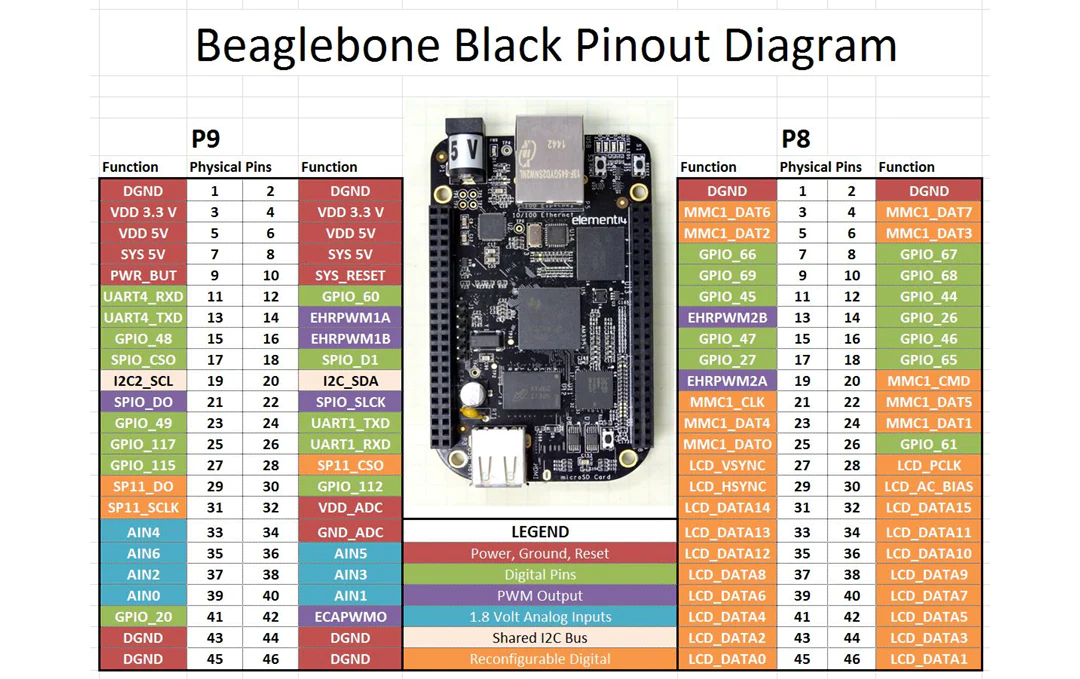 Beaglebone Black Pinout Diagram
P9
P8
Function Physical Pins Function
Function Physical Pins Function
DGND 1 2 DGND
DGND 1 2 DGND
VDD 3.3 V 3 4 VDD 3.3 V
MMC1_DAT6 3 4 MMC1_DAT7
VDD 5V 5 6 VDD 5V
MMC1_DAT2 5 6 MMC1_DAT3
SYS 5V 7 8 SYS 5V
GPIO_66 7 8 GPIO_67
PWR_BUT 9 10 SYS_RESET
GPIO_69 9 10 GPIO_68
UART4_RXD 11 12 GPIO_60
GPIO_45 11 12 GPIO_44
UART4_TXD 13 14 EHRPWM1A
EHRPWM2B 13 14 GPIO_26
GPIO_48 15 16 EHRPWM1B
GPIO_47 15 16 GPIO_46
SPIO_CSO 17 18 SPIO_D1
GPIO_27 17 18 GPIO_65
I2C2_SCL 19 20 I2C_SDA
EHRPWM2A 19 20 MMC1_CMD
SPIO_DO 21 22 SPIO_SLCK
MMC1_CLK 21 22 MMC1_DAT5
GPIO_49 23 24 UART1_TXD
MMC1_DAT4 23 24 MMC1_DAT1
GPIO_117 25 26 UART1_RXD
MMC1_DATO 25 26 GPIO_61
GPIO_115 27 28 SP11_CSO
LCD_VSYNC 27 28 LCD_PCLK
SP11_DO 29 30 GPIO_112
LCD_HSYNC 29 30 LCD_AC_BIAS
SP11_SCLK 31 32 VDD_ADC
LCD_DATA14 31 32 LCD_DATA15
AIN4 33 34 GND_ADC
LCD_DATA13 33 34 LCD_DATA11
AIN6 35 36 AIN5
LCD_DATA12 35 36 LCD_DATA10
AIN2 37 38 AIN3
LCD_DATA8 37 38 LCD_DATA9
AIN0 39 40 AIN1
LCD_DATA6 39 40 LCD_DATA7
GPIO_20 41 42 ECAPWMO
LCD_DATA4 41 42 LCD_DATA5
DGND 43 44 DGND
LCD_DATA2 43 44 LCD_DATA3
DGND 45 46 DGND
LCD_DATA0 45 46 LCD_DATA1
5 V
1442
10/100 Ethernet
element14
microSD Card
LEGEND
Power, Ground, Reset
Digital Pins
PWM Output
1.8 Volt Analog Inputs
Shared I2C Bus
Reconfigurable Digital